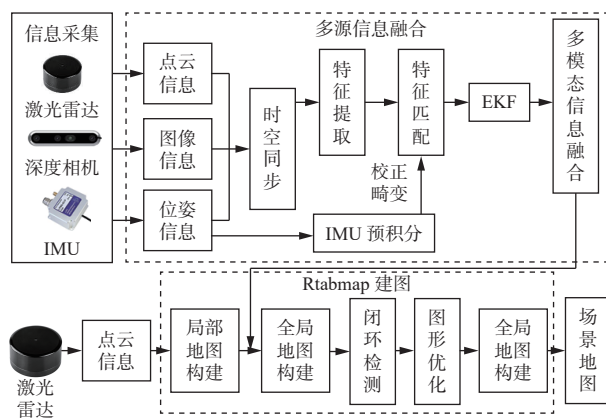 信息采集
激光雷达
深度相机
IMU
多源信息融合
点云
信息
图像
信息
位姿
信息
时空同步
特征提取
特征匹配
EKF
多模态信息融合
校正
畸变
IMU 预积分
Rtabmap 建图
激光
雷达
点云
信息
局部
地图
构建
全局
地图
构建
闭环检测
图形优化
全局
地图
构建
场景地图